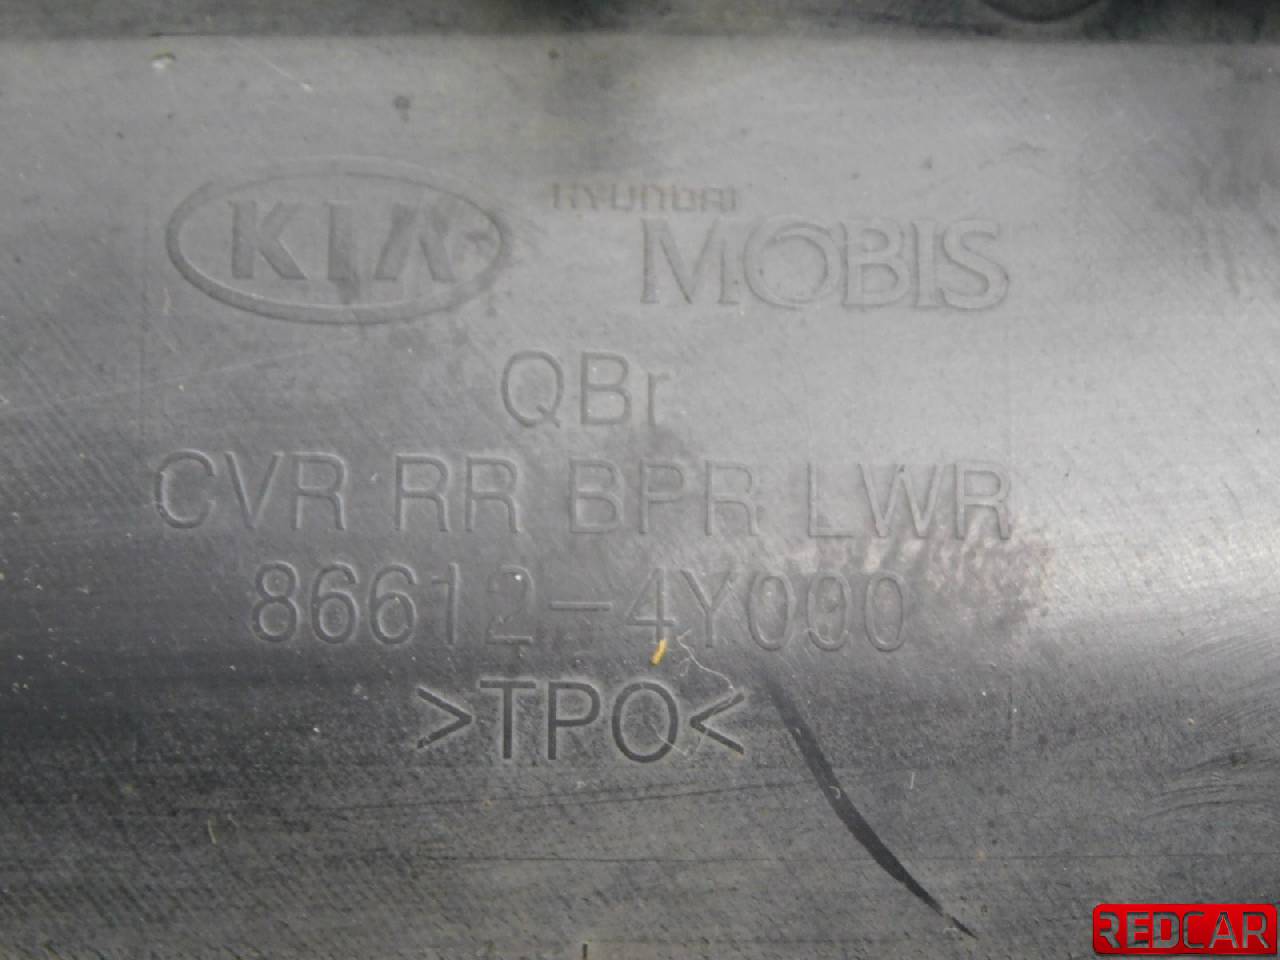 KIA
HYUNDAI
MOBIS
QBr
CVR RR BPR LWR
86612-4Y000
>TPO<
REDCAR